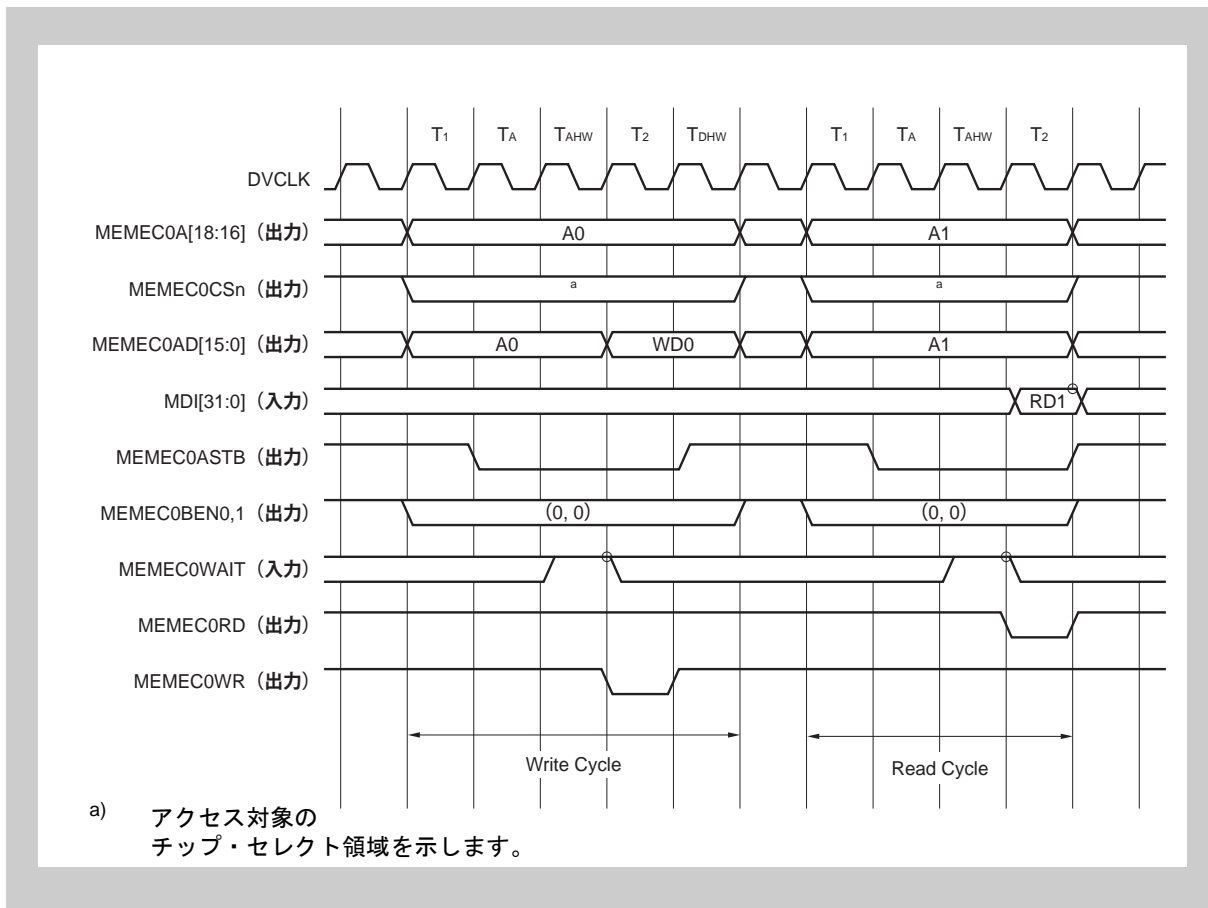 T1 TA TAHW T2 TDHW T1 TA TAHW T2
DVCLK
MEMEC0A[18:16]（出力） A0 A1
MEMEC0CSn（出力） a a
MEMEC0AD[15:0]（出力） A0 WD0 A1
MDI[31:0]（入力） RD1
MEMEC0ASTB（出力）
MEMEC0BEN0,1（出力） (0, 0) (0, 0)
MEMEC0WAIT（入力）
MEMEC0RD（出力）
MEMEC0WR（出力）
Write Cycle Read Cycle
a) アクセス対象の
チップ・セレクト領域を示します。